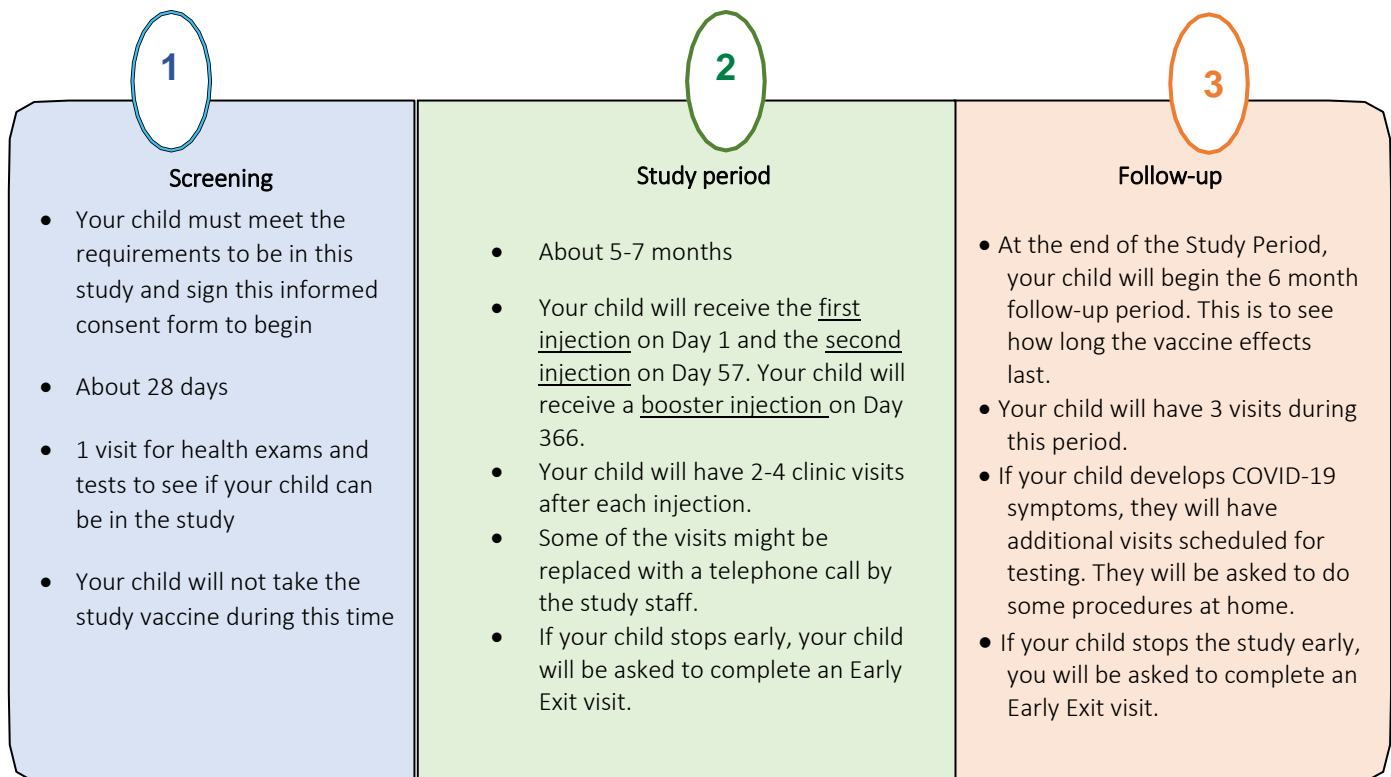 1
Screening
• Your child must meet the
requirements to be in this
study and sign this informed
consent form to begin
• About 28 days
• 1 visit for health exams and
tests to see if your child can
be in the study
• Your child will not take the
study vaccine during this time
2
Study period
• About 5-7 months
• Your child will receive the first
injection on Day 1 and the second
injection on Day 57. Your child will
receive a booster injection on Day
366.
• Your child will have 2-4 clinic visits
after each injection.
• Some of the visits might be
replaced with a telephone call by
the study staff.
• If your child stops early, your child
will be asked to complete an Early
Exit visit.
3
Follow-up
• At the end of the Study Period,
your child will begin the 6 month
follow-up period. This is to see
how long the vaccine effects
last.
• Your child will have 3 visits during
this period.
• If your child develops COVID-19
symptoms, they will have
additional visits scheduled for
testing. They will be asked to do
some procedures at home.
• If your child stops the study early,
you will be asked to complete an
Early Exit visit.